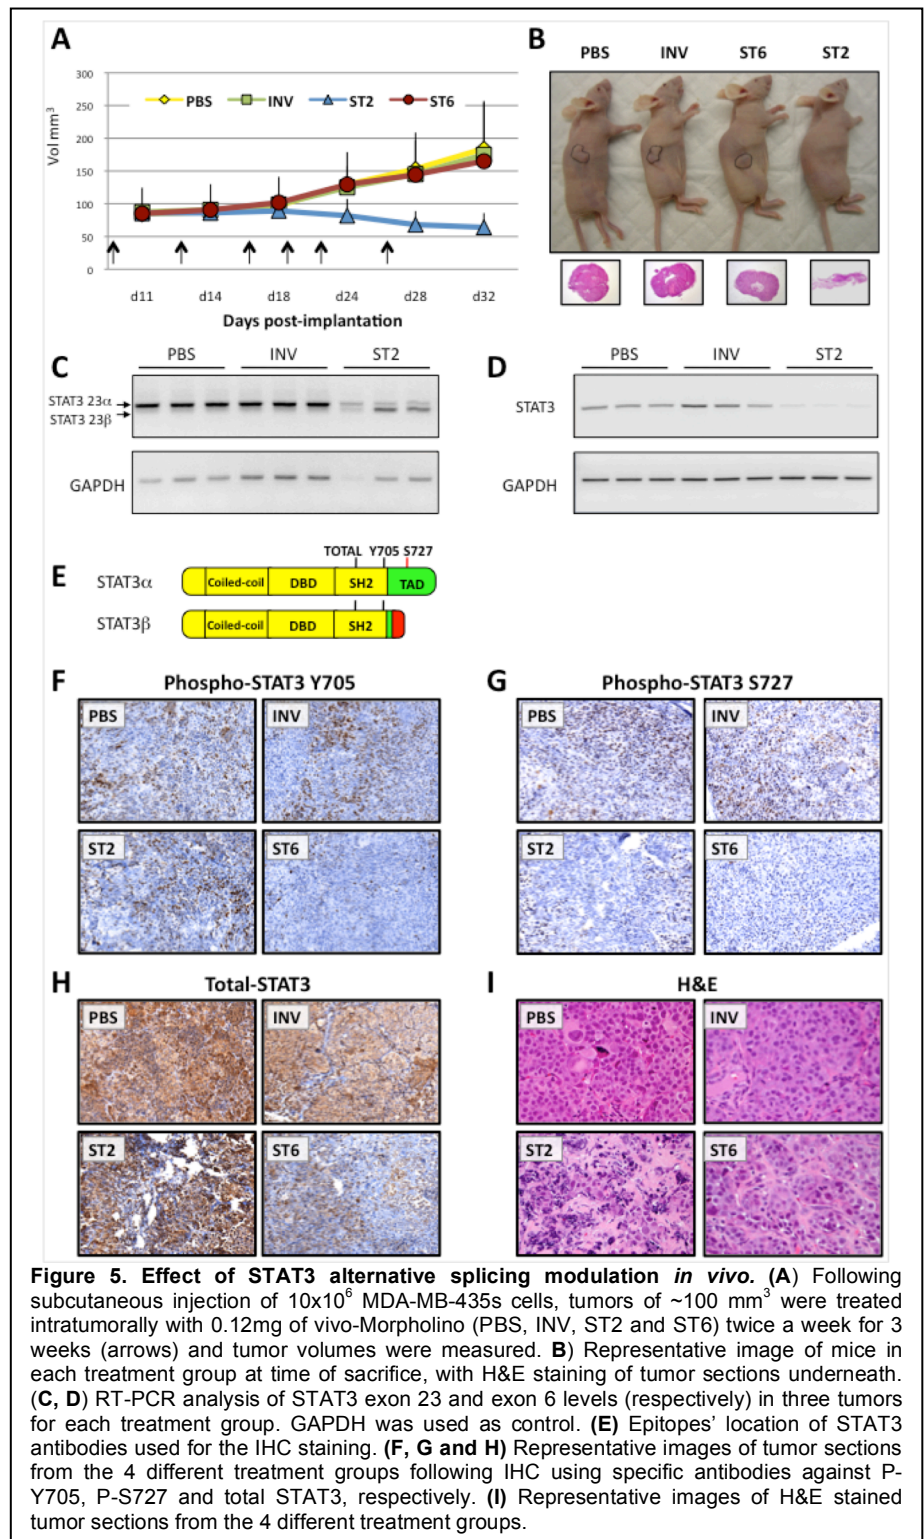 A
300
250
200
150
100
50
0
Vol mm³
PBS INV ST2 ST6
d11 d14 d18 d24 d28 d32
Days post-implantation
B
PBS INV ST6 ST2
C
PBS INV ST2
STAT3 23α
STAT3 23β
GAPDH
D
PBS INV ST2
STAT3
GAPDH
E
TOTAL Y705 S727
STAT3α Coiled-coil DBD SH2 TAD
STAT3β Coiled-coil DBD SH2
F
Phospho-STAT3 Y705
PBS INV
ST2 ST6
G
Phospho-STAT3 S727
PBS INV
ST2 ST6
H
Total-STAT3
PBS INV
ST2 ST6
I
H&E
PBS INV
ST2 ST6
Figure 5. Effect of STAT3 alternative splicing modulation in vivo. (A) Following
subcutaneous injection of 10x10⁶ MDA-MB-435s cells, tumors of ~100 mm³ were treated
intratumorally with 0.12mg of vivo-Morpholino (PBS, INV, ST2 and ST6) twice a week for 3
weeks (arrows) and tumor volumes were measured. B) Representative image of mice in
each treatment group at time of sacrifice, with H&E staining of tumor sections underneath.
(C, D) RT-PCR analysis of STAT3 exon 23 and exon 6 levels (respectively) in three tumors
for each treatment group. GAPDH was used as control. (E) Epitopes' location of STAT3
antibodies used for the IHC staining. (F, G and H) Representative images of tumor sections
from the 4 different treatment groups following IHC using specific antibodies against P-
Y705, P-S727 and total STAT3, respectively. (I) Representative images of H&E stained
tumor sections from the 4 different treatment groups.